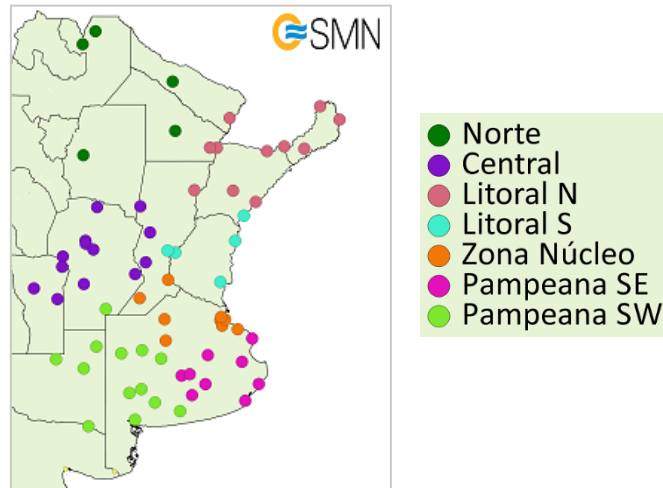 SMN
Norte
Central
Litoral N
Litoral S
Zona Núcleo
Pampeana SE
Pampeana SW